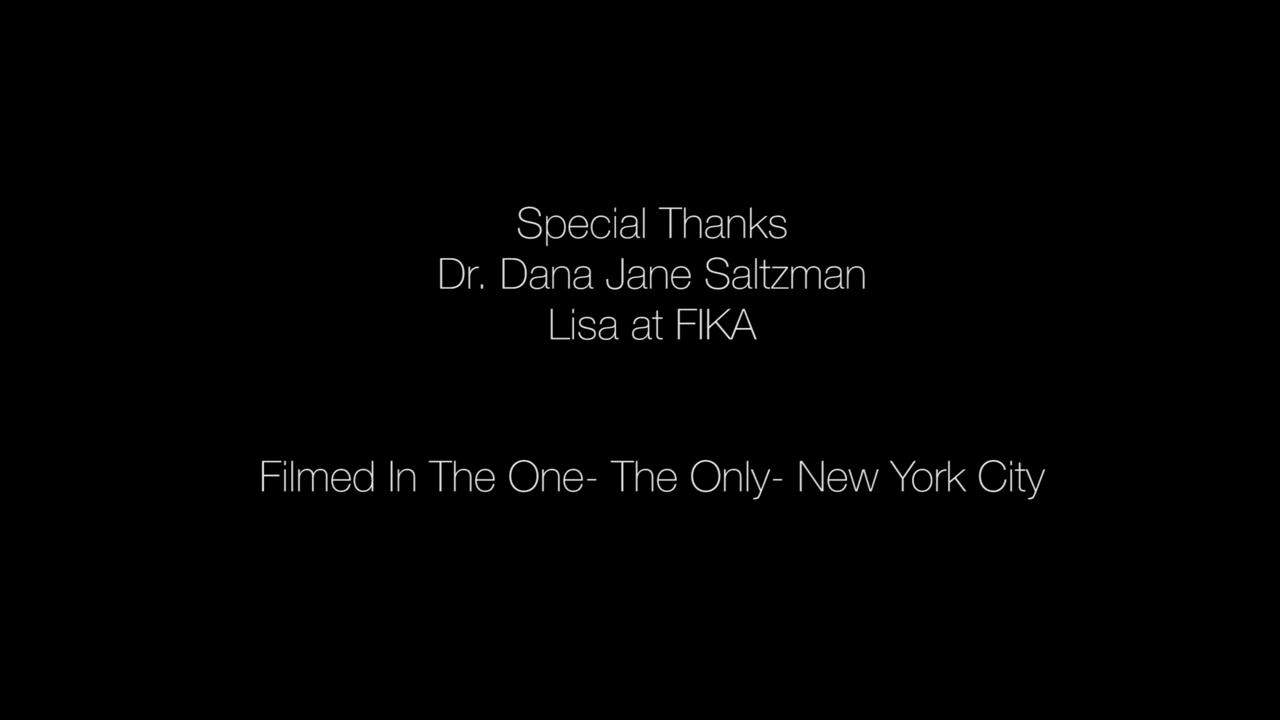 Special Thanks
Dr. Dana Jane Saltzman
Lisa at FIKA
Filmed In The One- The Only- New York City